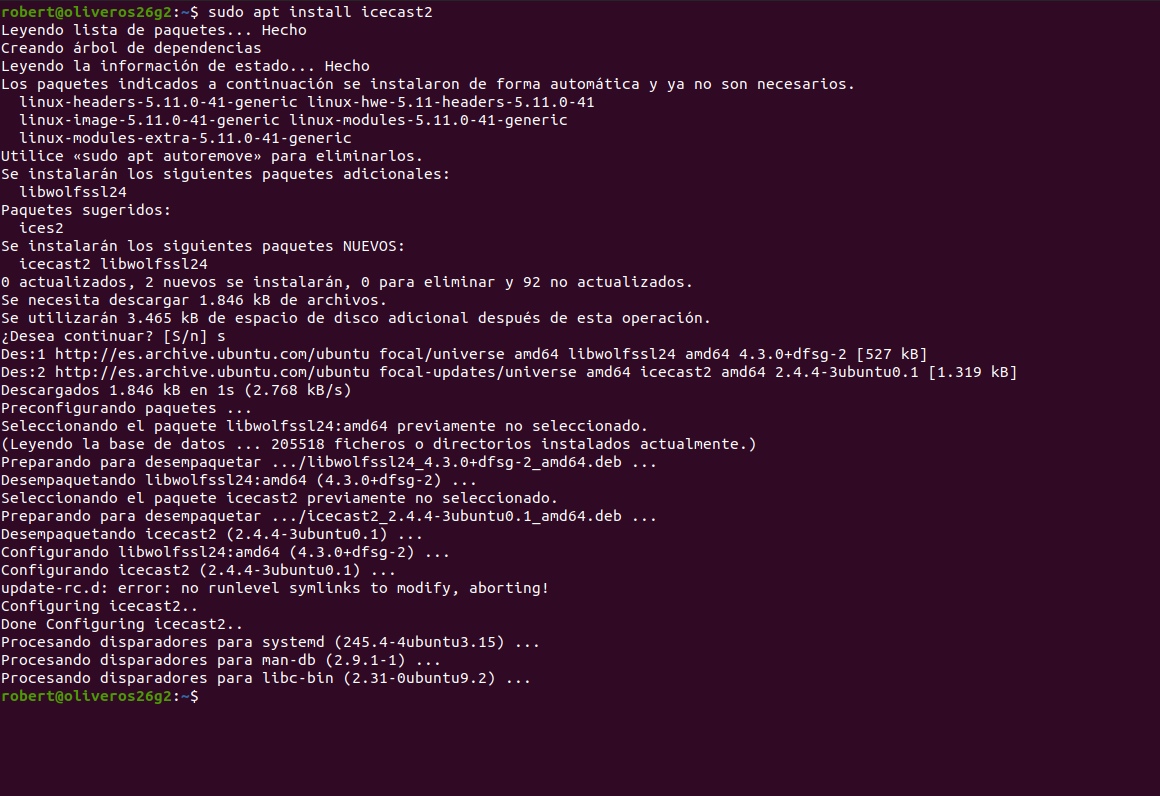 robert@oliveros26g2:~$ sudo apt install icecast2
Leyendo lista de paquetes... Hecho
Creando árbol de dependencias
Leyendo la información de estado... Hecho
Los paquetes indicados a continuación se instalaron de forma automática y ya no son necesarios.
  linux-headers-5.11.0-41-generic linux-hwe-5.11-headers-5.11.0-41
  linux-image-5.11.0-41-generic linux-modules-5.11.0-41-generic
  linux-modules-extra-5.11.0-41-generic
Utilice «sudo apt autoremove» para eliminarlos.
Se instalarán los siguientes paquetes adicionales:
  libwolfssl24
Paquetes sugeridos:
  ices2
Se instalarán los siguientes paquetes NUEVOS:
  icecast2 libwolfssl24
0 actualizados, 2 nuevos se instalarán, 0 para eliminar y 92 no actualizados.
Se necesita descargar 1.846 kB de archivos.
Se utilizarán 3.465 kB de espacio de disco adicional después de esta operación.
¿Desea continuar? [S/n] s
Des:1 http://es.archive.ubuntu.com/ubuntu focal/universe amd64 libwolfssl24 amd64 4.3.0+dfsg-2 [527 kB]
Des:2 http://es.archive.ubuntu.com/ubuntu focal-updates/universe amd64 icecast2 amd64 2.4.4-3ubuntu0.1 [1.319 kB]
Descargados 1.846 kB en 1s (2.768 kB/s)
Preconfigurando paquetes ...
Seleccionando el paquete libwolfssl24:amd64 previamente no seleccionado.
(Leyendo la base de datos ... 205518 ficheros o directorios instalados actualmente.)
Preparando para desempaquetar .../libwolfssl24_4.3.0+dfsg-2_amd64.deb ...
Desempaquetando libwolfssl24:amd64 (4.3.0+dfsg-2) ...
Seleccionando el paquete icecast2 previamente no seleccionado.
Preparando para desempaquetar .../icecast2_2.4.4-3ubuntu0.1_amd64.deb ...
Desempaquetando icecast2 (2.4.4-3ubuntu0.1) ...
Configurando libwolfssl24:amd64 (4.3.0+dfsg-2) ...
Configurando icecast2 (2.4.4-3ubuntu0.1) ...
update-rc.d: error: no runlevel symlinks to modify, aborting!
Configuring icecast2..
Done Configuring icecast2..
Procesando disparadores para systemd (245.4-4ubuntu3.15) ...
Procesando disparadores para man-db (2.9.1-1) ...
Procesando disparadores para libc-bin (2.31-0ubuntu9.2) ...
robert@oliveros26g2:~$